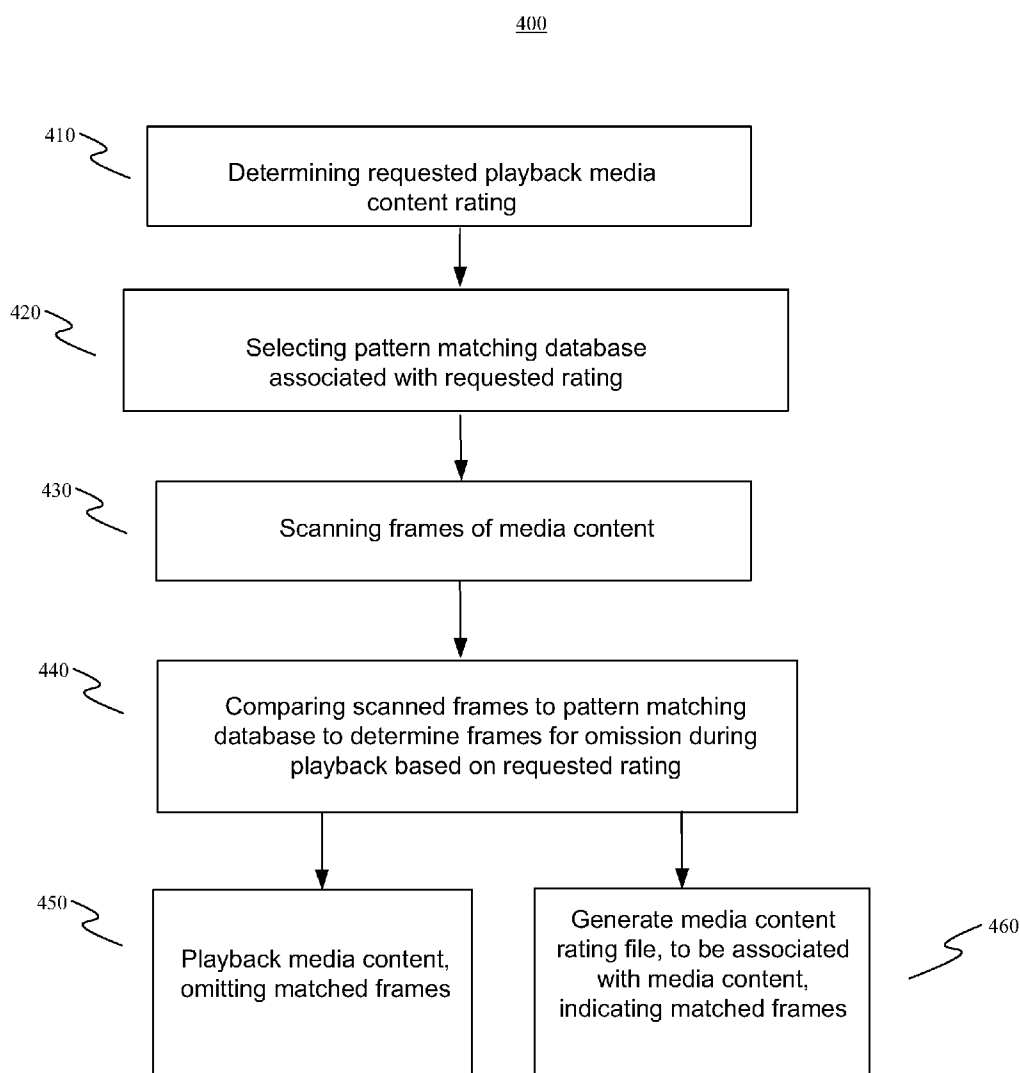 400
410
Determining requested playback media
content rating
420
Selecting pattern matching database
associated with requested rating
430
Scanning frames of media content
440
Comparing scanned frames to pattern matching
database to determine frames for omission during
playback based on requested rating
450
Playback media content,
omitting matched frames
Generate media content
rating file, to be associated
with media content,
indicating matched frames
460